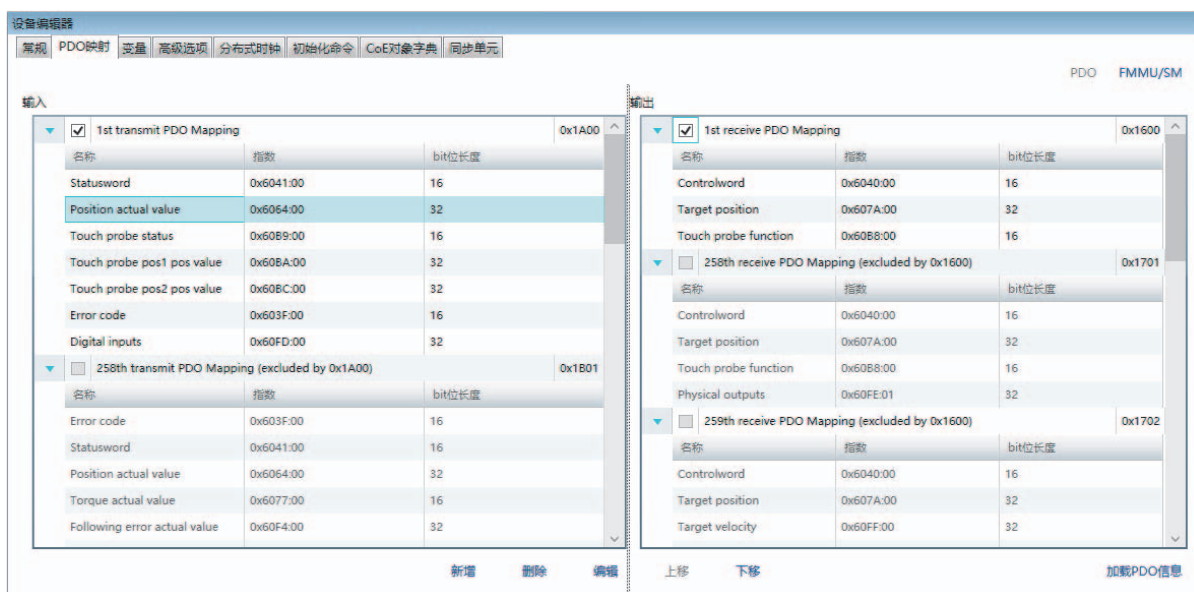 设备编辑器
常规 PDO映射 变量 高级选项 分布式时钟 初始化命令 CoE对象字典 同步单元
PDO FMMU/SM
输入
1st transmit PDO Mapping 0x1A00
名称 指数 bit位长度
Statusword 0x6041:00 16
Position actual value 0x6064:00 32
Touch probe status 0x60B9:00 16
Touch probe pos1 pos value 0x60BA:00 32
Touch probe pos2 pos value 0x60BC:00 32
Error code 0x603F:00 16
Digital inputs 0x60FD:00 32
258th transmit PDO Mapping (excluded by 0x1A00) 0x1B01
名称 指数 bit位长度
Error code 0x603F:00 16
Statusword 0x6041:00 16
Position actual value 0x6064:00 32
Torque actual value 0x6077:00 16
Following error actual value 0x60F4:00 32
新增 删除 编辑
输出
1st receive PDO Mapping 0x1600
名称 指数 bit位长度
Controlword 0x6040:00 16
Target position 0x607A:00 32
Touch probe function 0x60B8:00 16
258th receive PDO Mapping (excluded by 0x1600) 0x1701
名称 指数 bit位长度
Controlword 0x6040:00 16
Target position 0x607A:00 32
Touch probe function 0x60B8:00 16
Physical outputs 0x60FE:01 32
259th receive PDO Mapping (excluded by 0x1600) 0x1702
名称 指数 bit位长度
Controlword 0x6040:00 16
Target position 0x607A:00 32
Target velocity 0x60FF:00 32
上移 下移 加载PDO信息